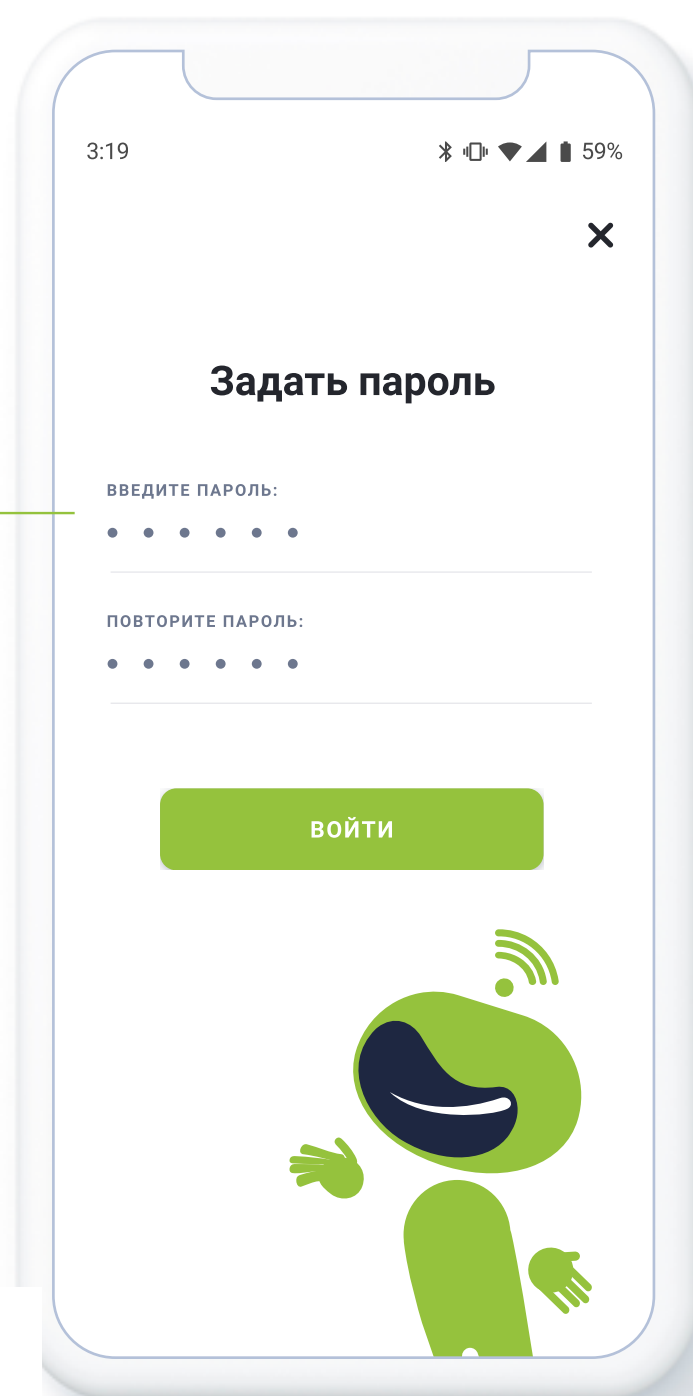 3:19
59%
Задать пароль
ВВЕДИТЕ ПАРОЛЬ:
ПОВТОРИТЕ ПАРОЛЬ:
ВОЙТИ